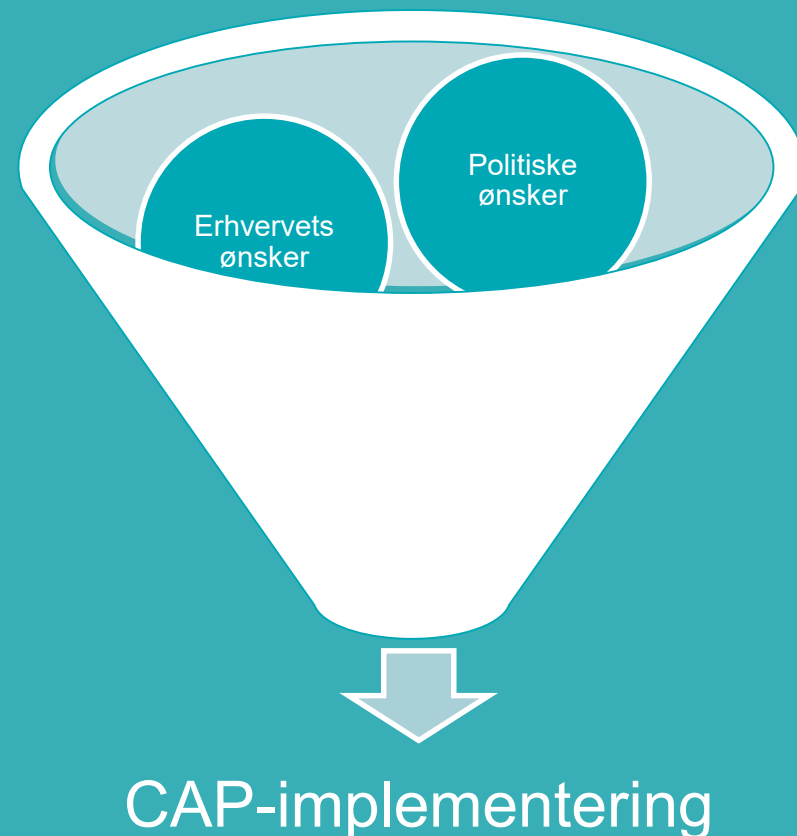 Politiske
ønsker
Erhvervets
ønsker
CAP-implementering